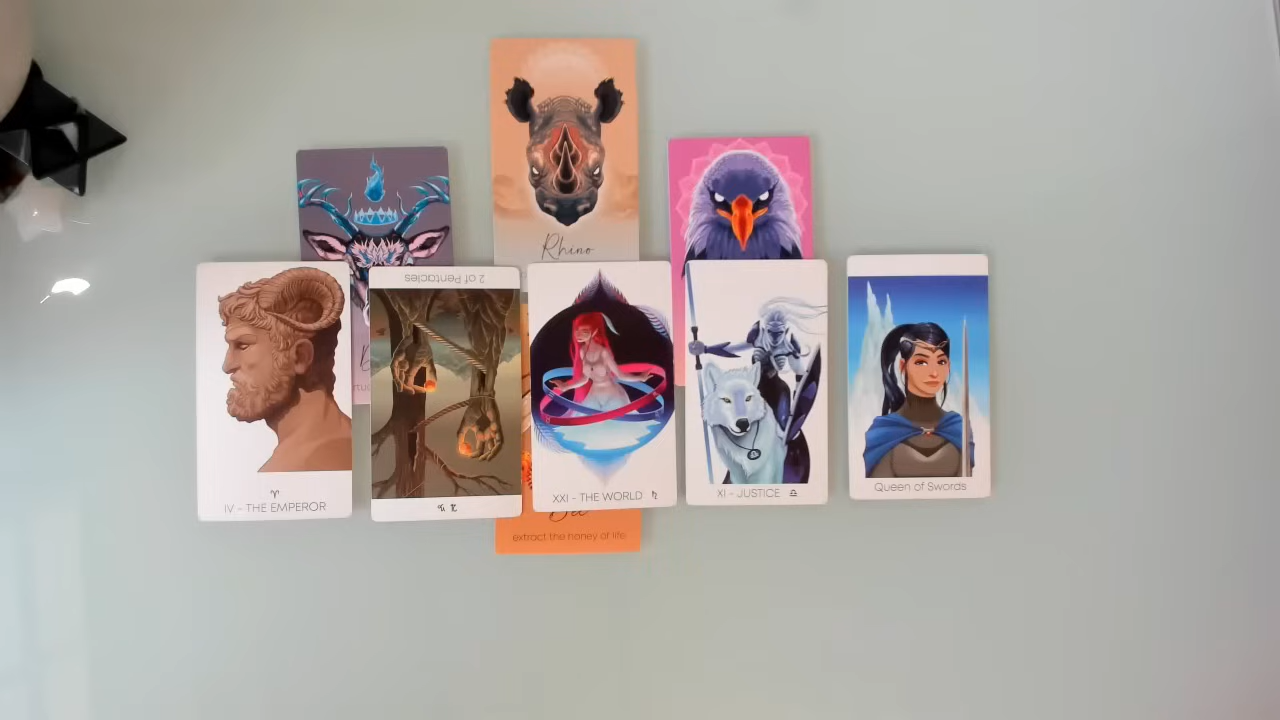 Rhino
2 of Pentacles
IV - THE EMPEROR
XXI - THE WORLD
XI - JUSTICE
Queen of Swords
Bee
extract the honey of life